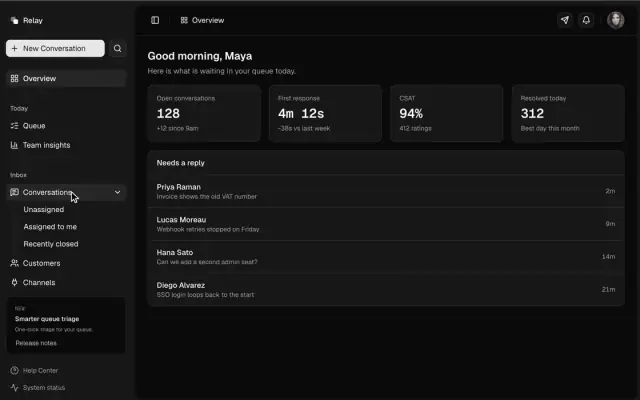 Relay
New Conversation
Overview
Today
Queue
Team insights
Inbox
Conversations
Unassigned
Assigned to me
Recently closed
Customers
Channels
NEW
Smarter queue triage
One-click triage for your queue.
Release notes
Help Center
System status
Overview
Good morning, Maya
Here is what is waiting in your queue today.
Open conversations
128
+12 since 9am
First response
4m 12s
-38s vs last week
CSAT
94%
412 ratings
Resolved today
312
Best day this month
Needs a reply
Priya Raman
Invoice shows the old VAT number
2m
Lucas Moreau
Webhook retries stopped on Friday
9m
Hana Sato
Can we add a second admin seat?
14m
Diego Alvarez
SSO login loops back to the start
21m